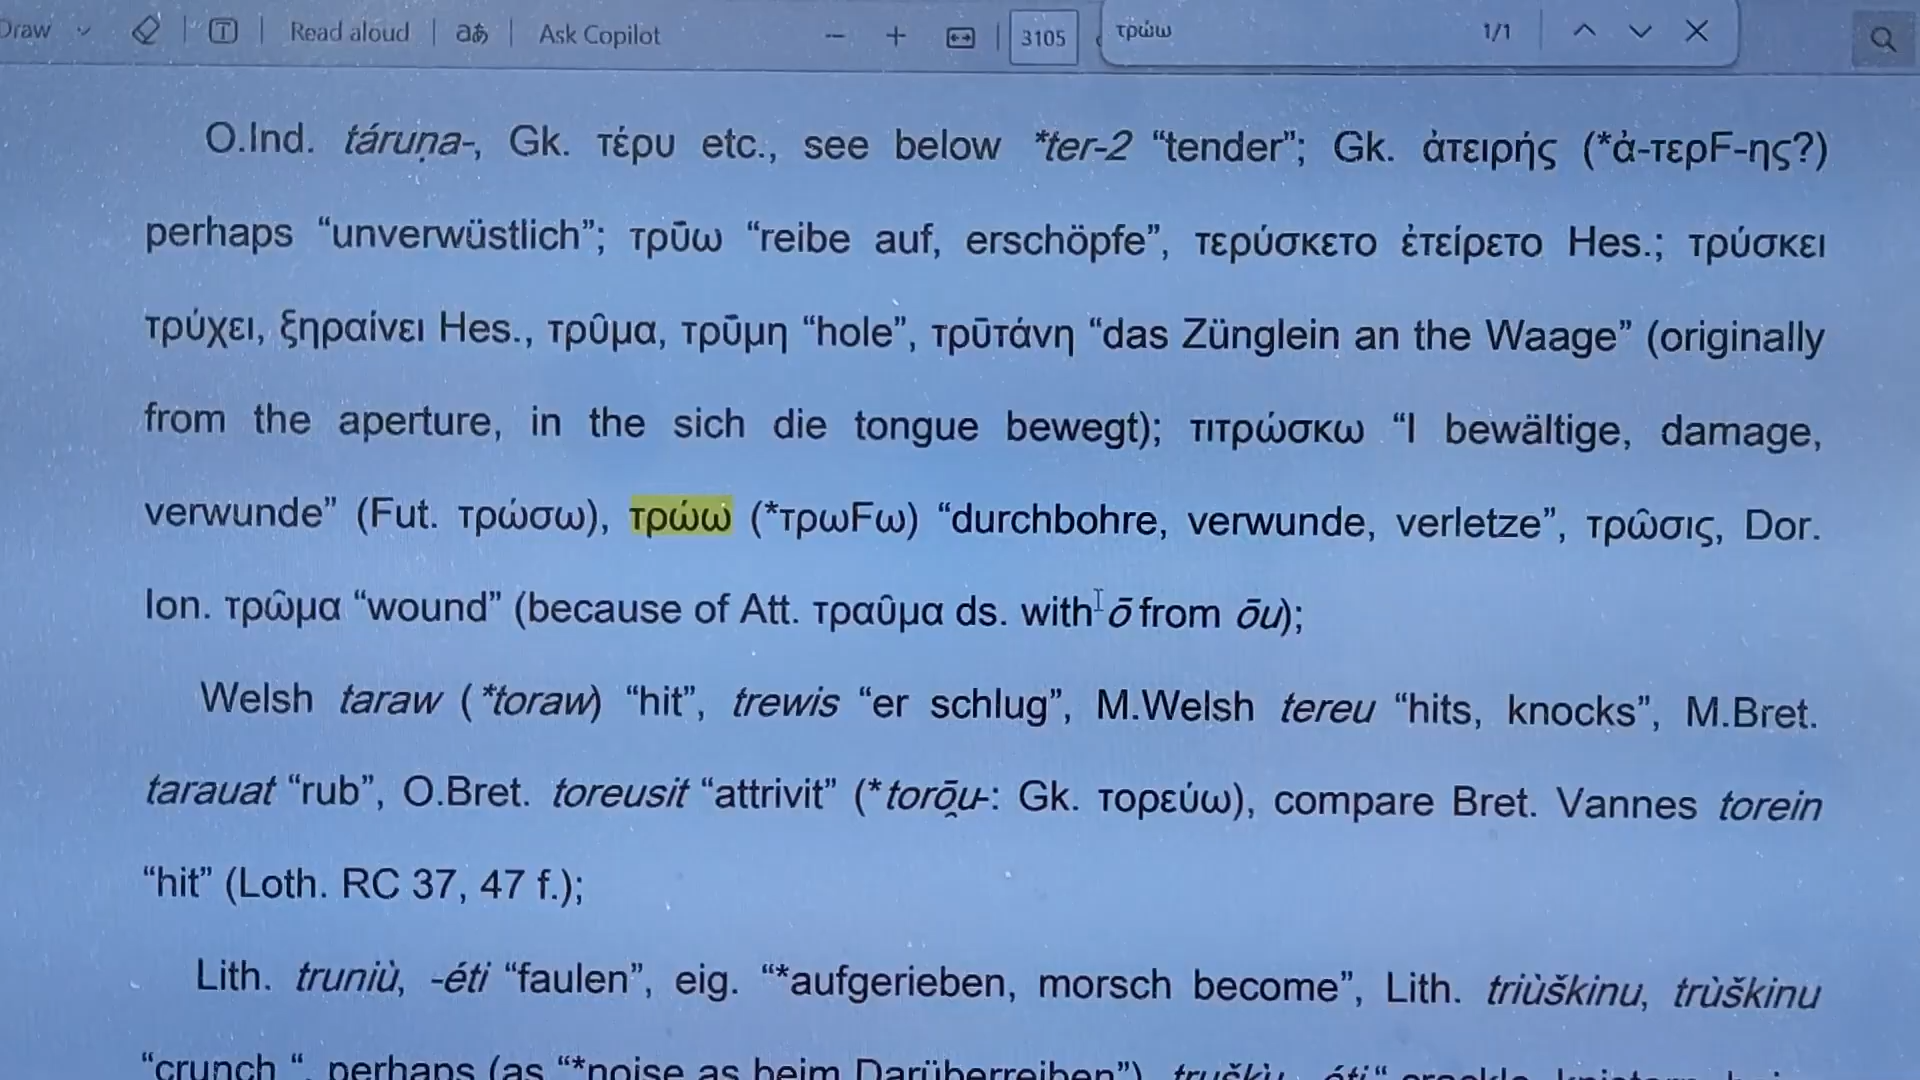 Draw Read aloud aあ Ask Copilot 3105 τρώω 1/1
O.Ind. táruṇa-, Gk. τέρυ etc., see below *ter-2 “tender”; Gk. ἀτειρής (*ἀ-τερF-ης?)
perhaps “unverwüstlich”; τρῡ́ω “reibe auf, erschöpfe”, τερύσκετο ἐτείρετο Hes.; τρύσκει
τρύχει, ξηραίνει Hes., τρῦμα, τρῡ́μη “hole”, τρῡτάνη “das Zünglein an the Waage” (originally
from the aperture, in the sich die tongue bewegt); τιτρώσκω “I bewältige, damage,
verwunde” (Fut. τρώσω), τρώω (*τρωFω) “durchbohre, verwunde, verletze”, τρῶσις, Dor.
Ion. τρῶμα “wound” (because of Att. τραῦμα ds. with ō from ōu);
Welsh taraw (*toraw) “hit”, trewis “er schlug”, M.Welsh tereu “hits, knocks”, M.Bret.
tarauat “rub”, O.Bret. toreusit “attrivit” (*torō̆u̯-: Gk. τορεύω), compare Bret. Vannes torein
“hit” (Loth. RC 37, 47 f.);
Lith. truniù, -éti “faulen”, eig. “*aufgerieben, morsch become”, Lith. triùškinu, trùškinu
“crunch “, perhaps (as “*noise as beim Darüberreiben”)